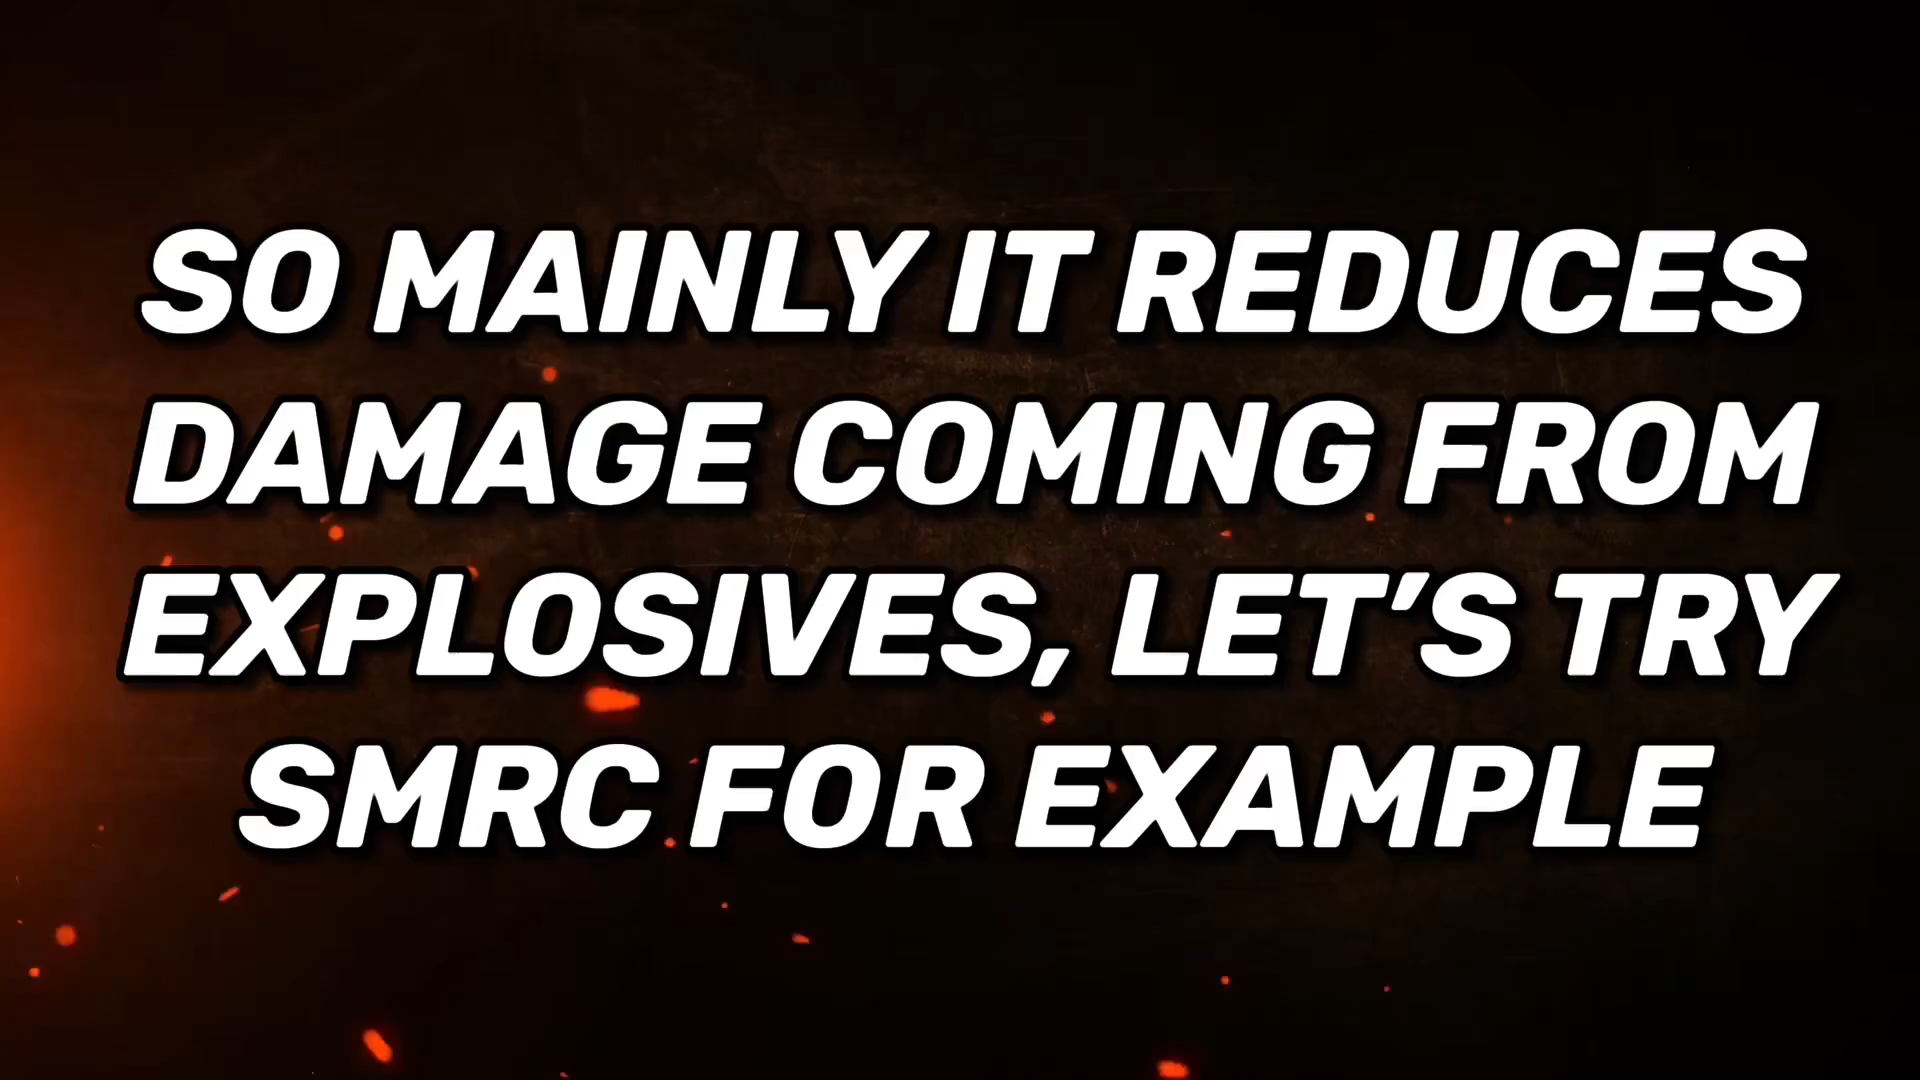 SO MAINLY IT REDUCES
DAMAGE COMING FROM
EXPLOSIVES, LET’S TRY
SMRC FOR EXAMPLE